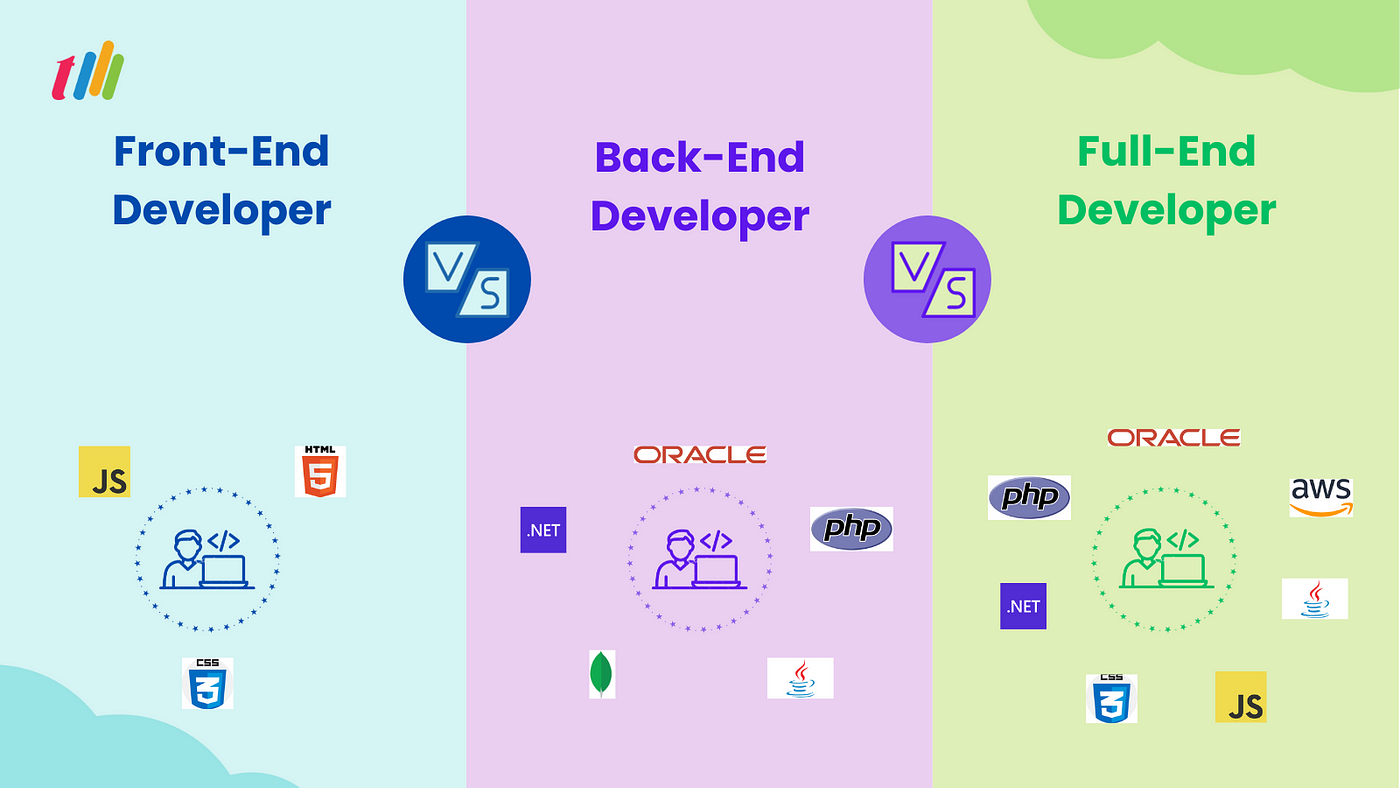 t
Front-End
Developer
VS
Back-End
Developer
VS
Full-End
Developer
JS
HTML
5
</>
CSS
3
ORACLE
.NET
php
</>
ORACLE
php
aws
</>
.NET
CSS
3
JS